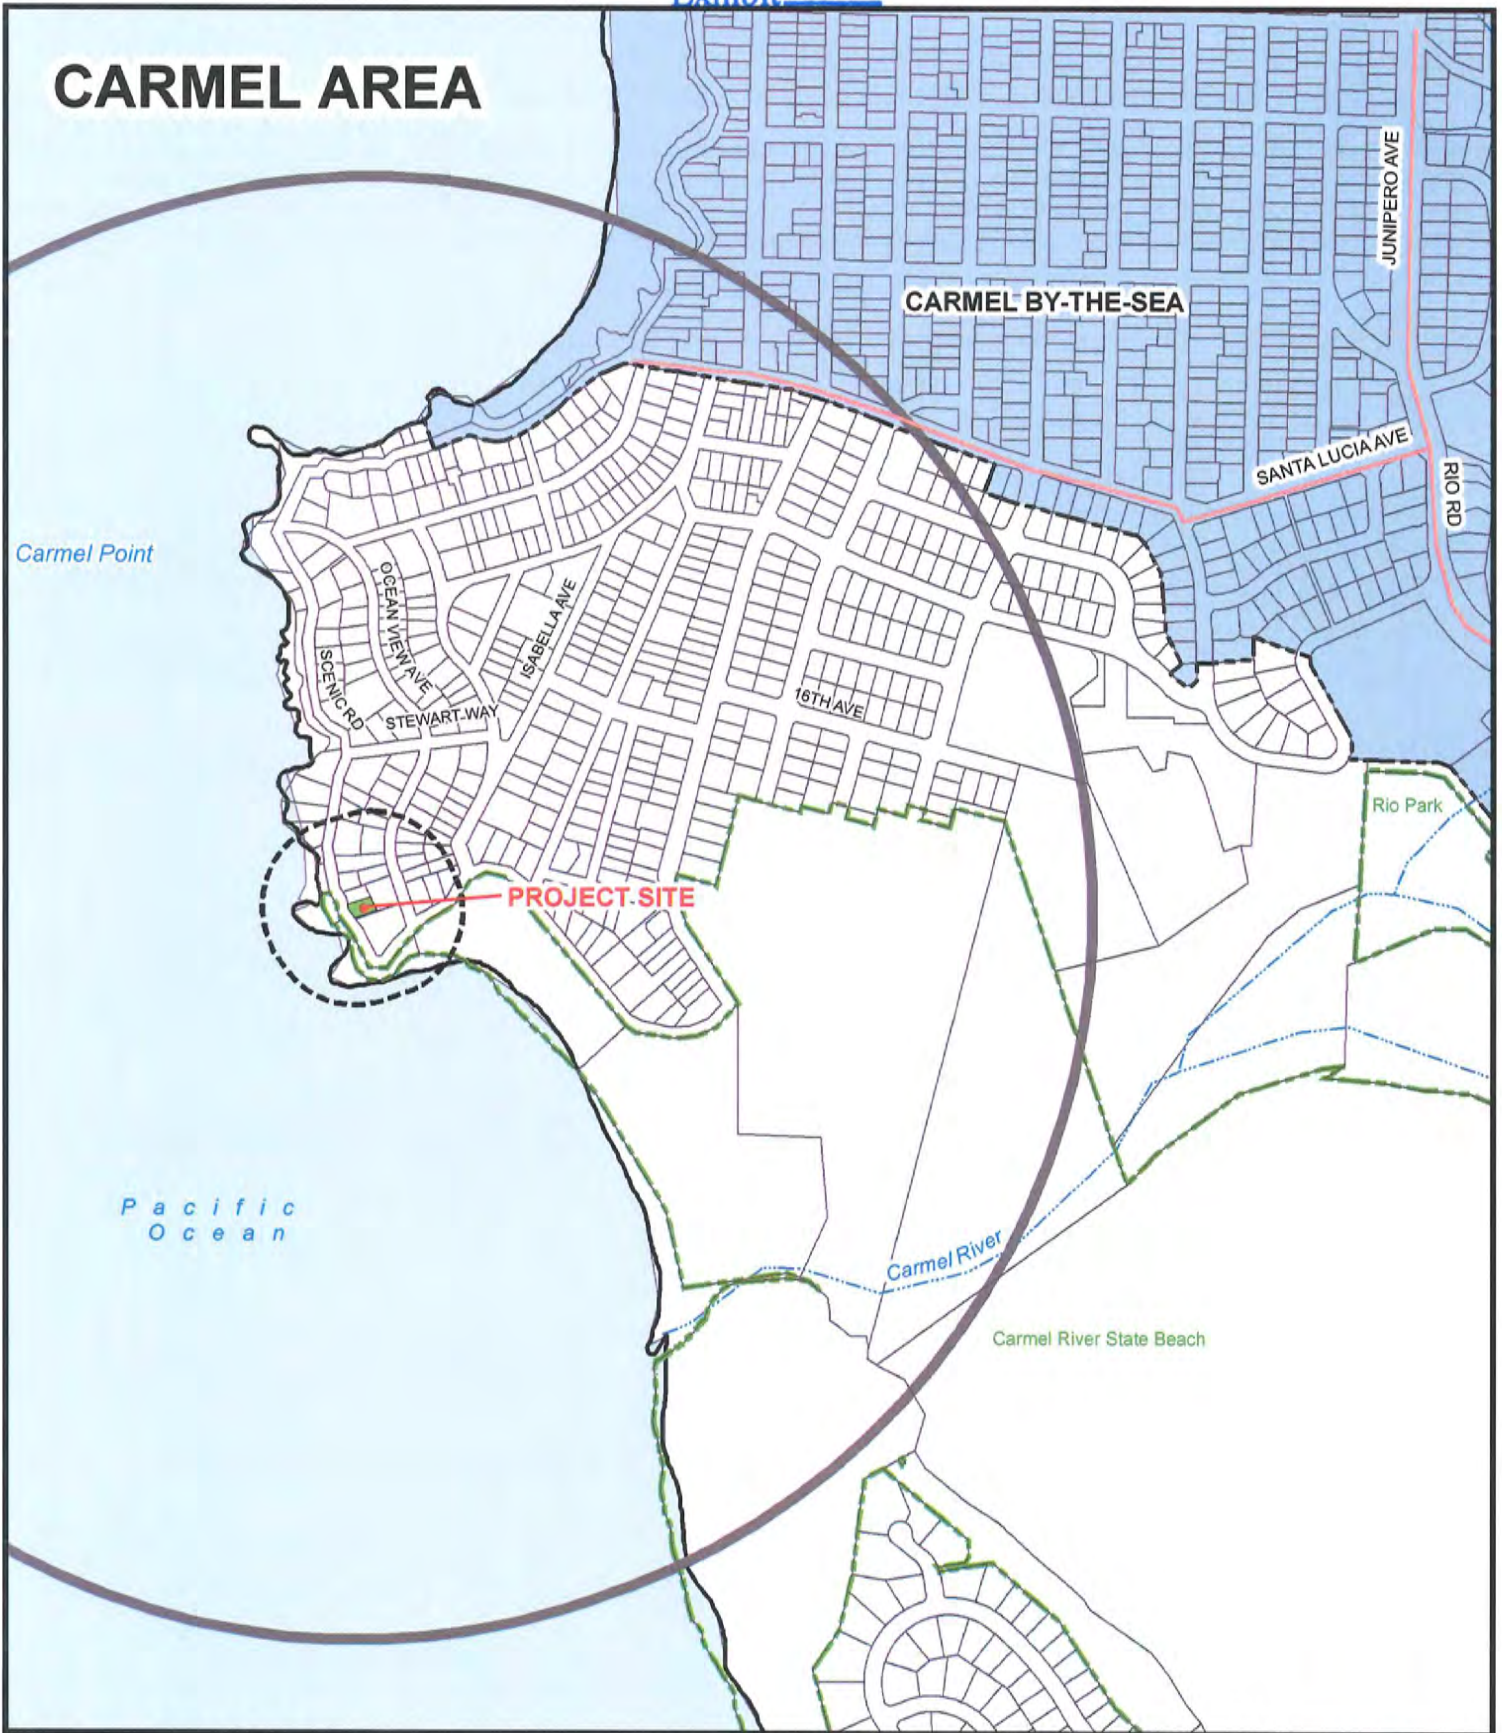 Exhibit
CARMEL AREA
JUNIPERO AVE
CARMEL BY-THE-SEA
SANTA LUCIA AVE
RIO RD
Carmel Point
OCEAN VIEW AVE
ISABELLA AVE
SCENIC RD
STEWART WAY
16TH AVE
Rio Park
PROJECT SITE
Pacific
Ocean
Carmel River
Carmel River State Beach